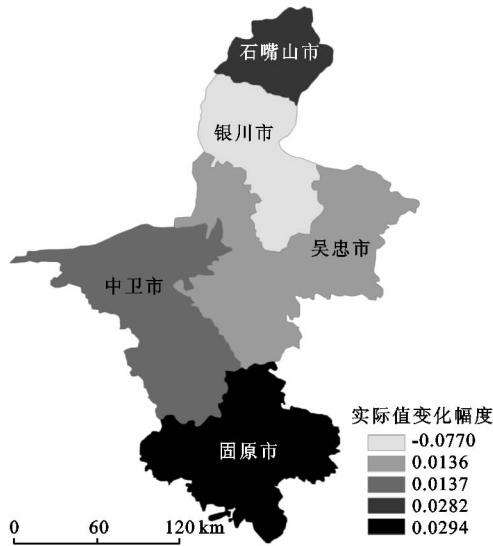 石嘴山市
银川市
吴忠市
中卫市
固原市
实际值变化幅度
-0.0770
0.0136
0.0137
0.0282
0.0294
0 60 120 km